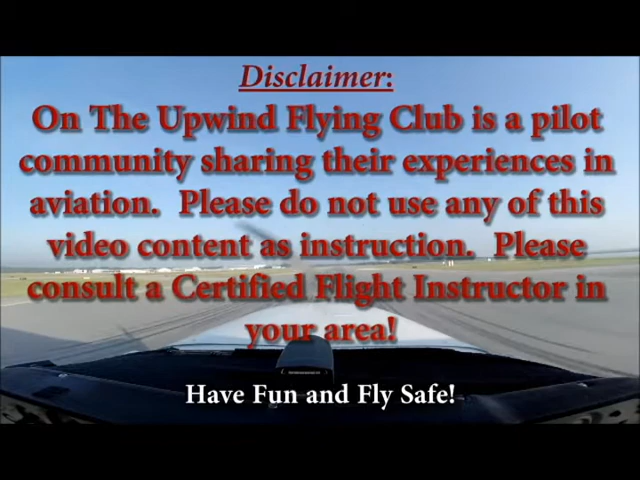 Disclaimer:
On The Upwind Flying Club is a pilot
community sharing their experiences in
aviation.  Please do not use any of this
video content as instruction.  Please
consult a Certified Flight Instructor in
your area!
Have Fun and Fly Safe!